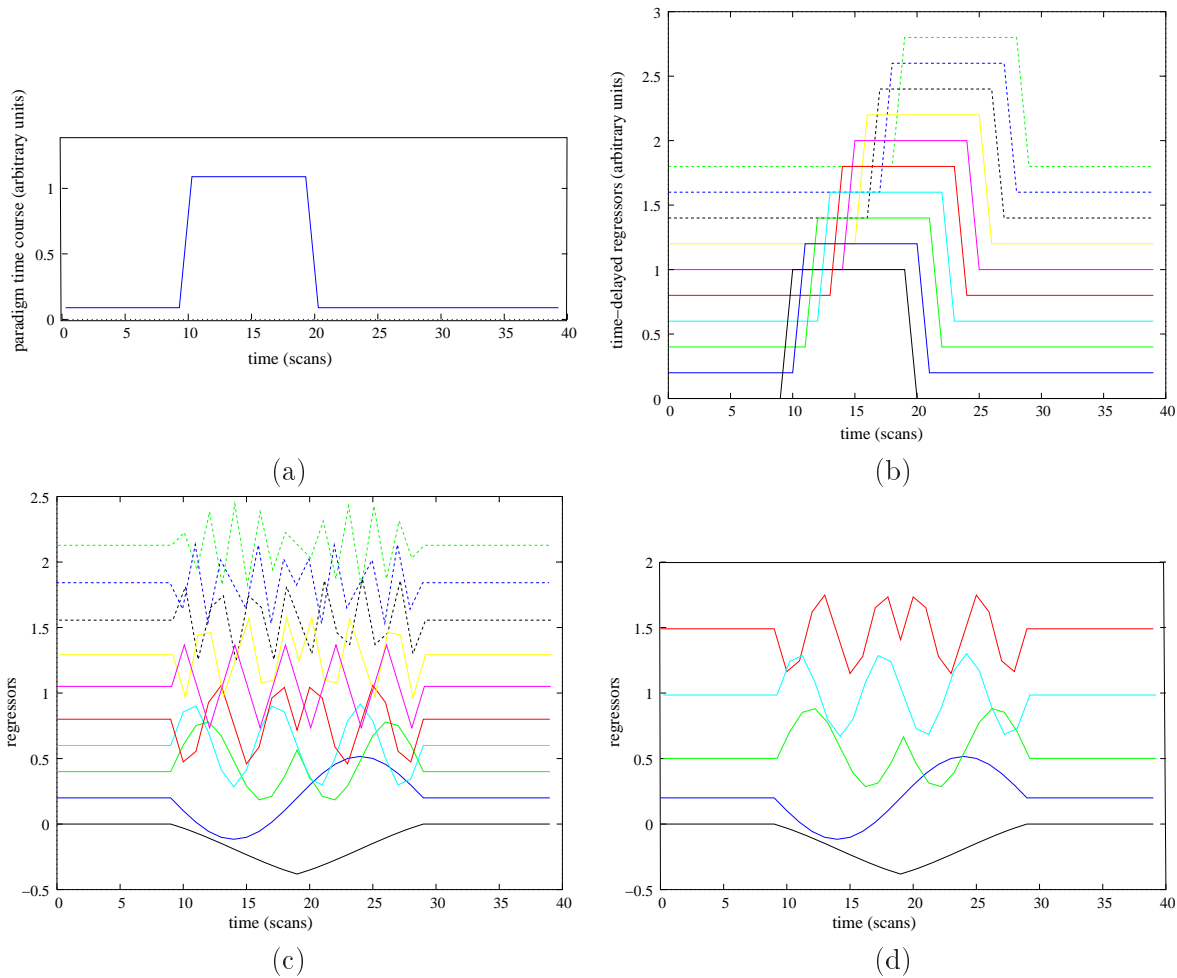 paradigm time course (arbitrary units)
1
0.5
0
0 5 10 15 20 25 30 35 40
time (scans)
(a)
time−delayed regressors (arbitrary units)
3
2.5
2
1.5
1
0.5
0
0 5 10 15 20 25 30 35 40
time (scans)
(b)
regressors
2.5
2
1.5
1
0.5
0
−0.5
0 5 10 15 20 25 30 35 40
time (scans)
(c)
regressors
2
1.5
1
0.5
0
−0.5
0 5 10 15 20 25 30 35 40
time (scans)
(d)